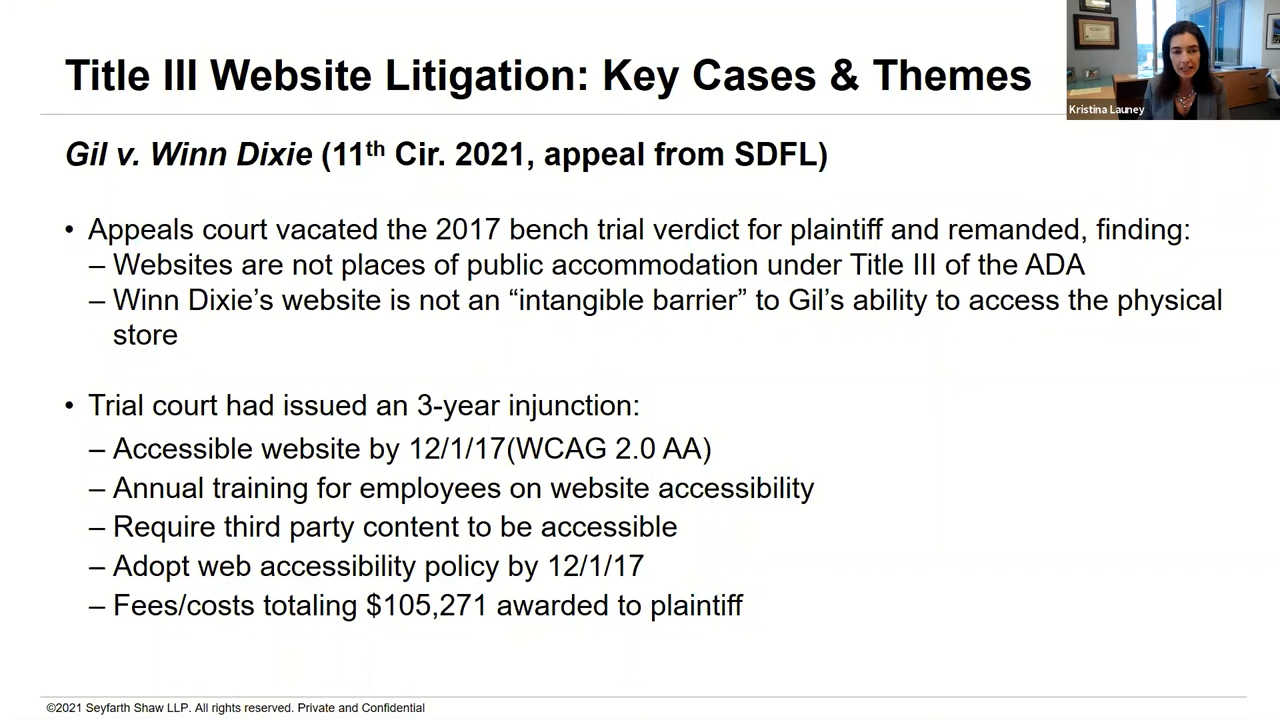 Title III Website Litigation: Key Cases & Themes
Kristina Launey
Gil v. Winn Dixie (11th Cir. 2021, appeal from SDFL)
• Appeals court vacated the 2017 bench trial verdict for plaintiff and remanded, finding:
– Websites are not places of public accommodation under Title III of the ADA
– Winn Dixie’s website is not an “intangible barrier” to Gil’s ability to access the physical
store
• Trial court had issued an 3-year injunction:
– Accessible website by 12/1/17(WCAG 2.0 AA)
– Annual training for employees on website accessibility
– Require third party content to be accessible
– Adopt web accessibility policy by 12/1/17
– Fees/costs totaling $105,271 awarded to plaintiff
©2021 Seyfarth Shaw LLP. All rights reserved. Private and Confidential